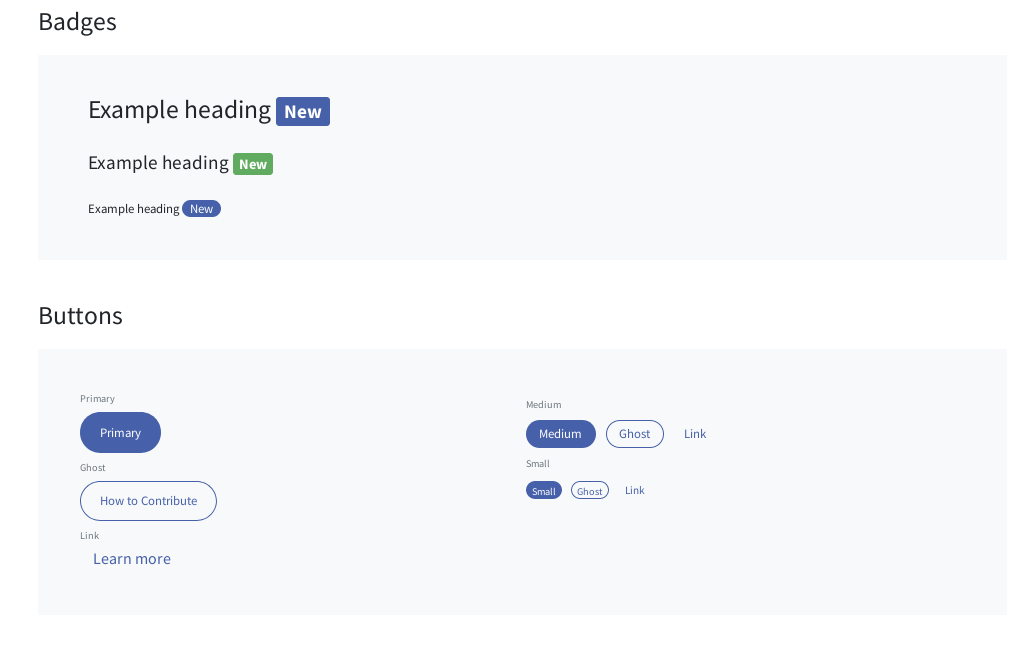 Badges
Example heading New
Example heading New
Example heading New
Buttons
Primary
Primary
Ghost
How to Contribute
Link
Learn more
Medium
Medium Ghost Link
Small
Small Ghost Link